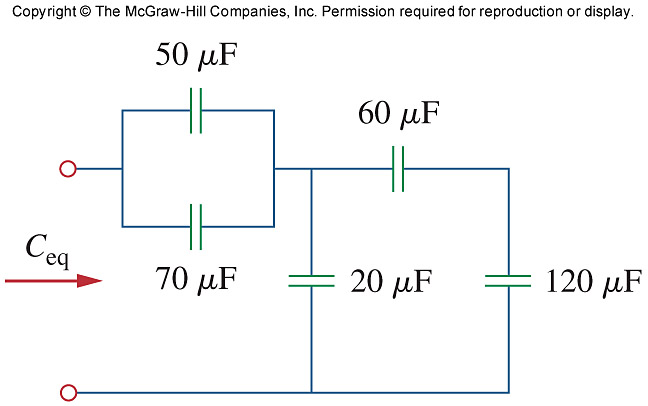 Copyright © The McGraw-Hill Companies, Inc. Permission required for reproduction or display.
50 μF
60 μF
C_eq
70 μF
20 μF
120 μF